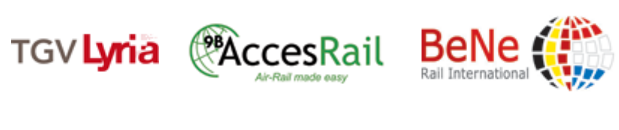 TGV Lyria
9B AccesRail
Air-Rail made easy
BeNe
Rail International